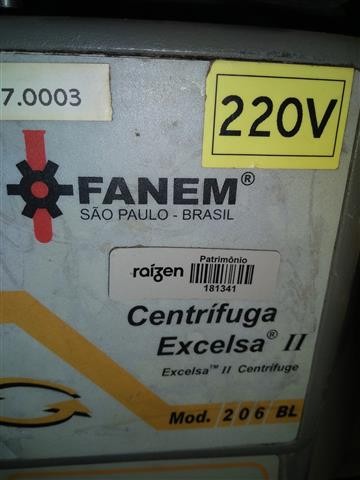 7.0003
220V
FANEM®
SÃO PAULO - BRASIL
raízen
Patrimônio
181341
Centrífuga
Excelsa® II
Excelsa™ II Centrifuge
Mod. 206 BL